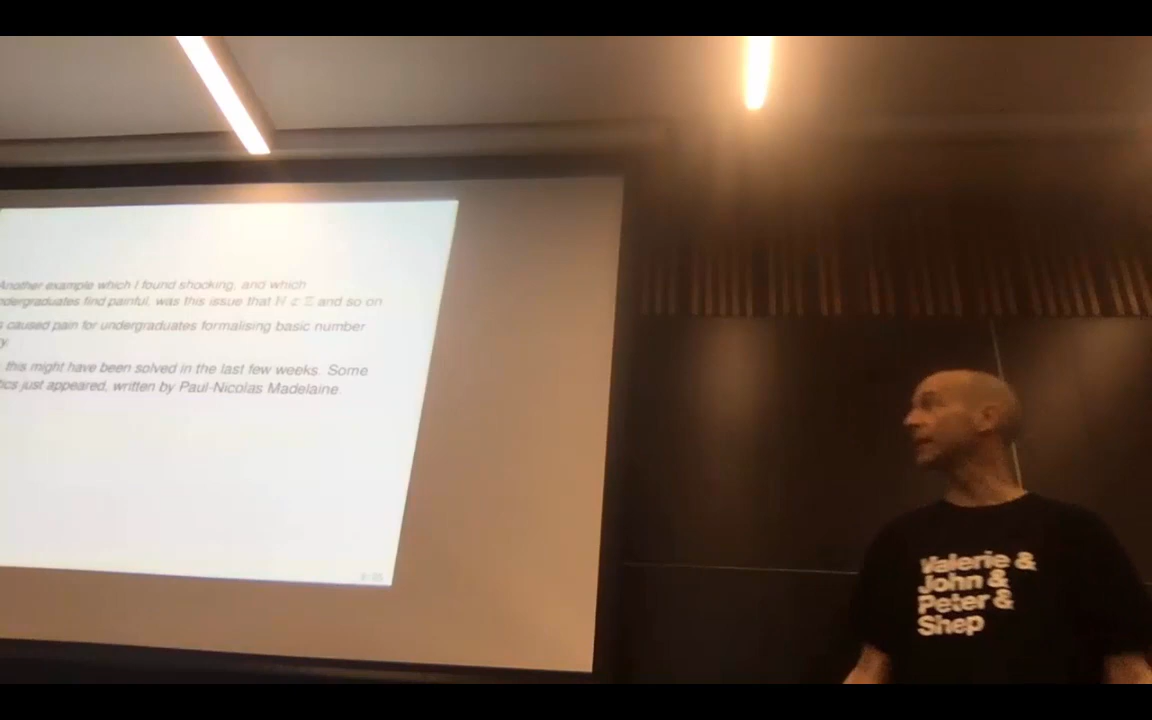 Another example which I found shocking, and which
ndergraduates find painful, was this issue that ℕ ⊄ ℤ and so on
s caused pain for undergraduates formalising basic number
y.
, this might have been solved in the last few weeks. Some
tics just appeared, written by Paul-Nicolas Madelaine.
Valerie &
John &
Peter &
Shep